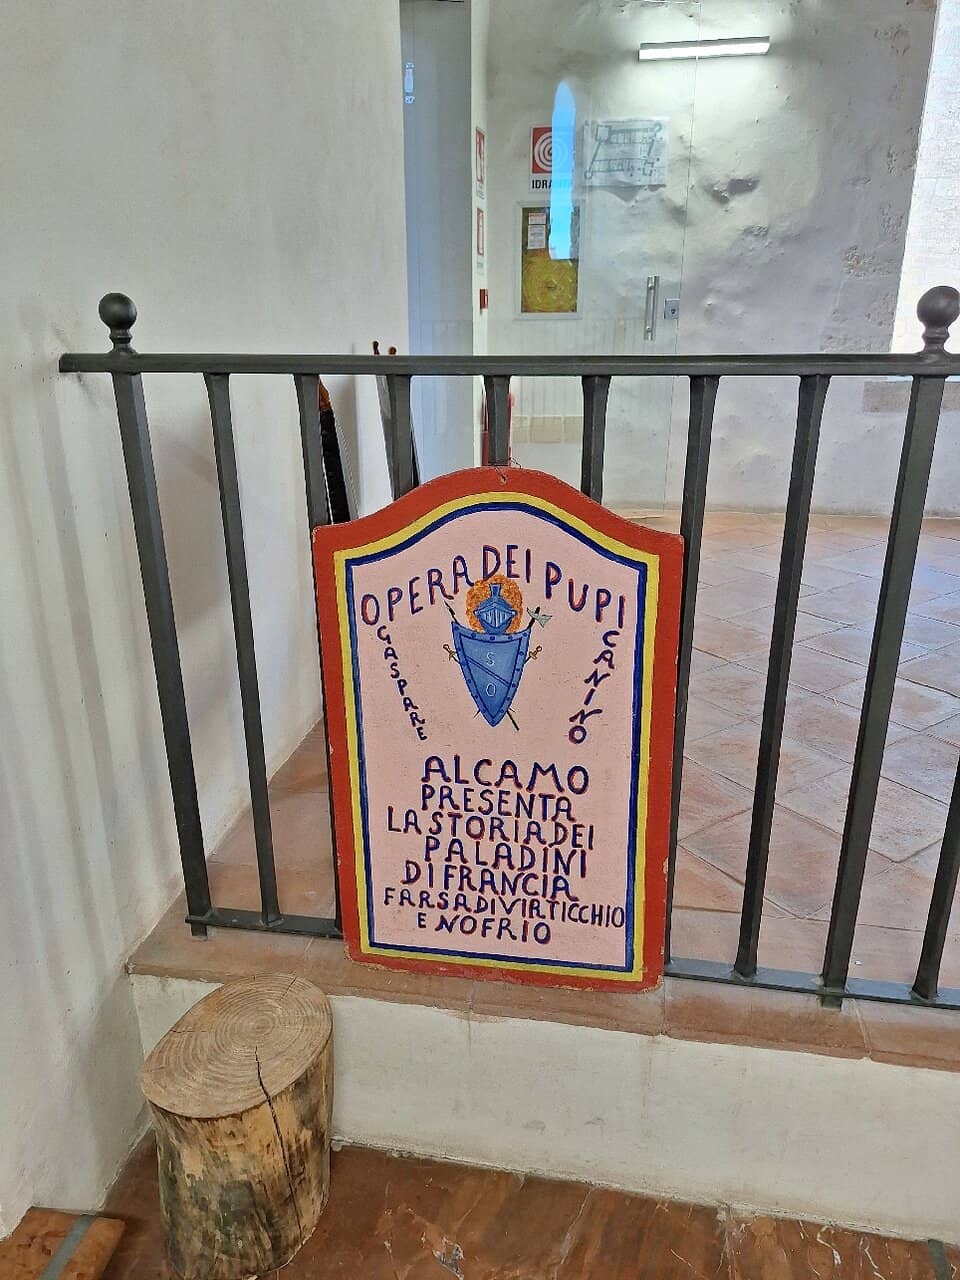 IDRA
OPERA DEI PUPI
GASPARE
CANINO
S
O
ALCAMO
PRESENTA
LA STORIA DEI
PALADINI
DI FRANCIA
FARSA DI VIRTICCHIO
E NOFRIO